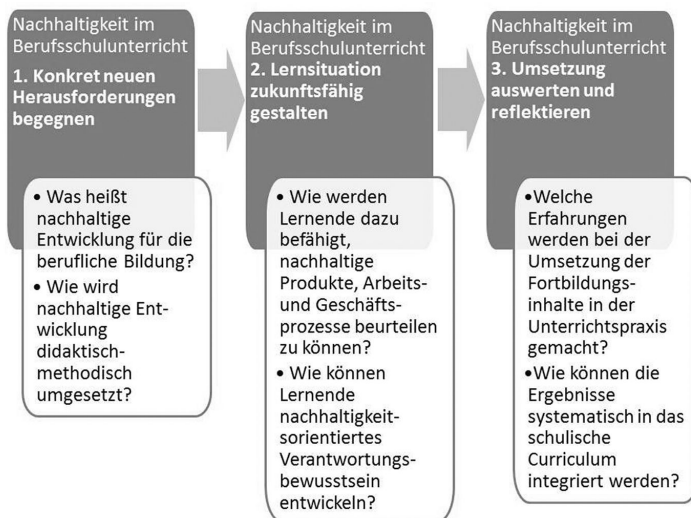 Nachhaltigkeit im
Berufsschulunterricht
1. Konkret neuen
Herausforderungen
begegnen
• Was heißt
nachhaltige
Entwicklung für die
berufliche Bildung?
• Wie wird
nachhaltige Ent-
wicklung
didaktisch-
methodisch
umgesetzt?
Nachhaltigkeit im
Berufsschulunterricht
2. Lernsituation
zukunftsfähig
gestalten
• Wie werden
Lernende dazu
befähigt,
nachhaltige
Produkte, Arbeits-
und Geschäfts-
prozesse beurteilen
zu können?
• Wie können
Lernende
nachhaltigkeit-
sorientiertes
Verantwortungs-
bewusstsein
entwickeln?
Nachhaltigkeit im
Berufsschulunterricht
3. Umsetzung
auswerten und
reflektieren
•Welche
Erfahrungen
werden bei der
Umsetzung der
Fortbildungs-
inhalte in der
Unterrichtspraxis
gemacht?
•Wie können die
Ergebnisse
systematisch in das
schulische
Curriculum
integriert werden?